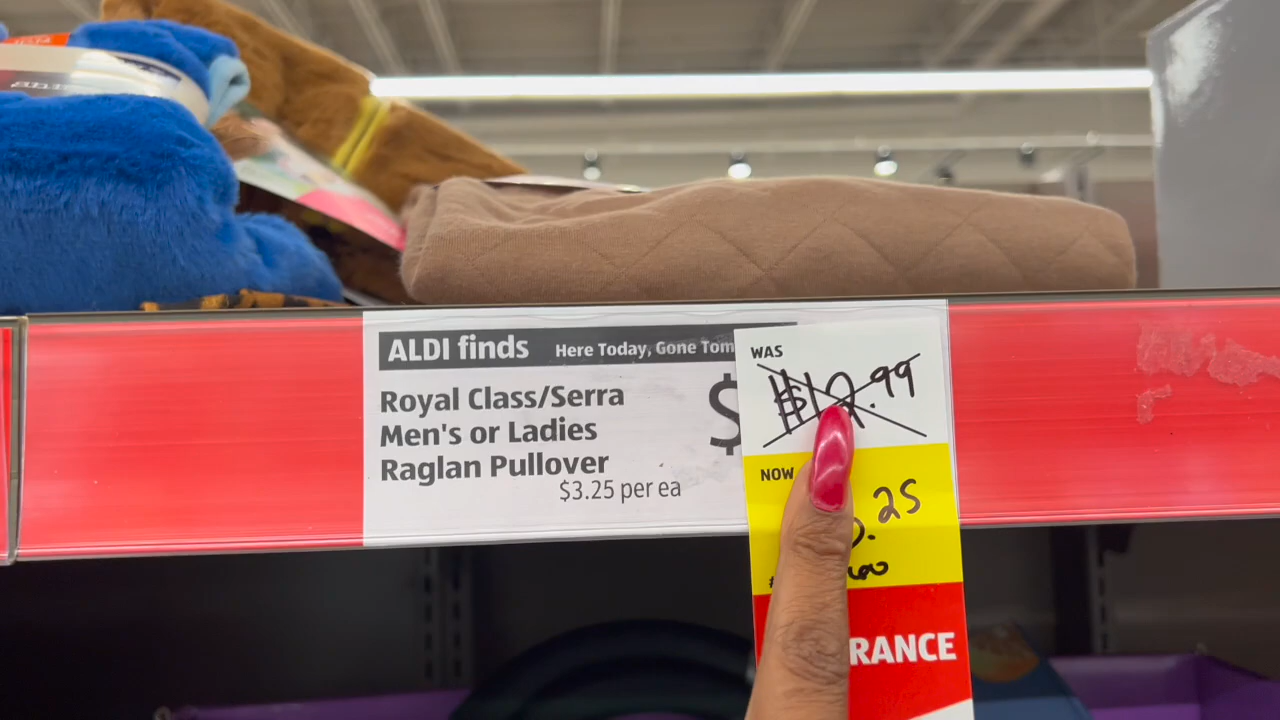 ALDI finds Here Today, Gone Tom
Royal Class/Serra
Men's or Ladies
Raglan Pullover
$3.25 per ea
$
WAS
$12.99
NOW
.25
RANCE